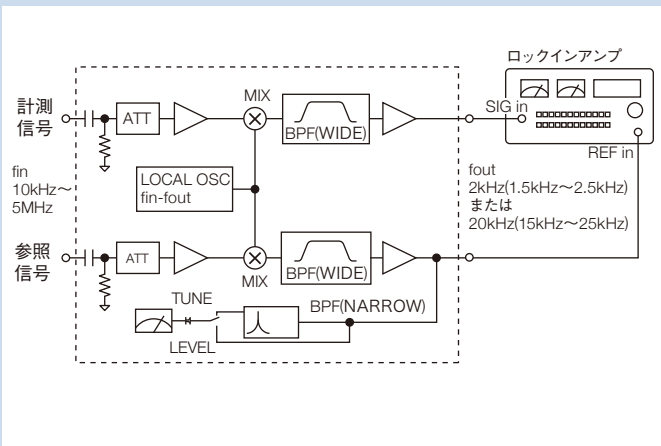 ロックインアンプ
計測
信号
ATT
MIX
BPF(WIDE)
SIG in
REF in
fin
10kHz〜
5MHz
LOCAL OSC
fin-fout
fout
2kHz(1.5kHz〜2.5kHz)
または
20kHz(15kHz〜25kHz)
参照
信号
ATT
MIX
BPF(WIDE)
TUNE
BPF(NARROW)
LEVEL